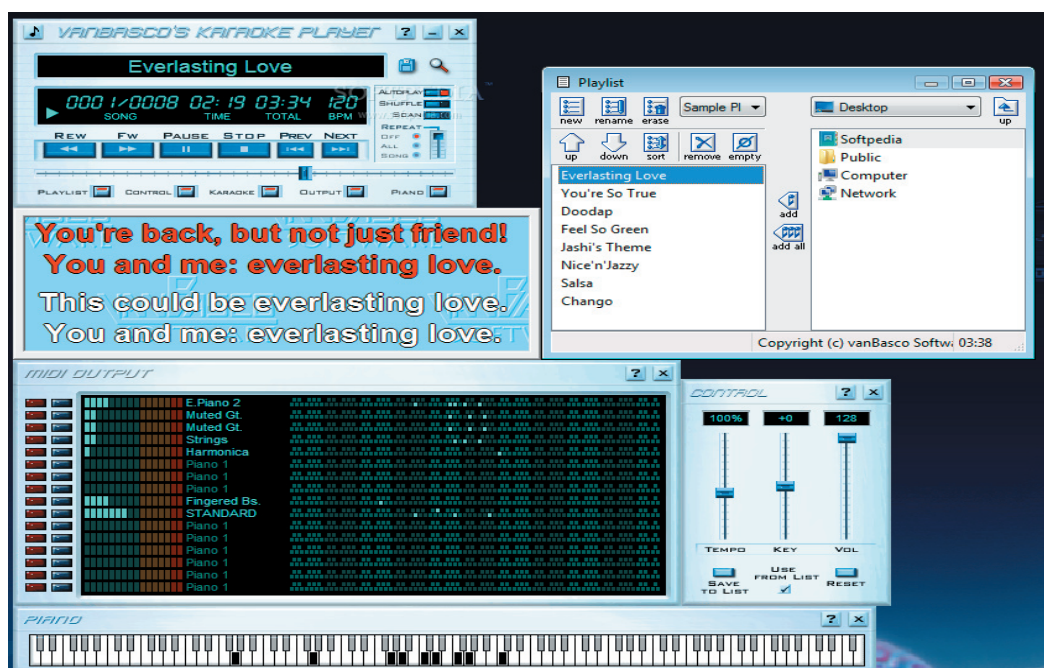 VANBASCO'S KARAOKE PLAYER ? – ×
Everlasting Love
0001/0008 02:19 03:34 120
SONG TIME TOTAL BPM
AUTOPLAY
SHUFFLE
SCAN
REW FW PAUSE STOP PREV NEXT
REPEAT
OFF
ALL
SONG
PLAYLIST CONTROL KARAOKE OUTPUT PIANO
You're back, but not just friend!
You and me: everlasting love.
This could be everlasting love.
You and me: everlasting love.
Playlist
new rename erase Sample Pl
up down sort remove empty
Everlasting Love
You're So True
Doodap
Feel So Green
Jashi's Theme
Nice'n'Jazzy
Salsa
Chango
add
add all
Desktop
up
Softpedia
Public
Computer
Network
Copyright (c) vanBasco Softw 03:38
MIDI OUTPUT ? ×
E.Piano 2
Muted Gt.
Muted Gt.
Strings
Harmonica
Piano 1
Piano 1
Piano 1
Fingered Bs.
STANDARD
Piano 1
Piano 1
Piano 1
Piano 1
Piano 1
Piano 1
CONTROL ? ×
100% +0 128
TEMPO KEY VOL
SAVE TO LIST
USE FROM LIST
RESET
PIANO ? ×